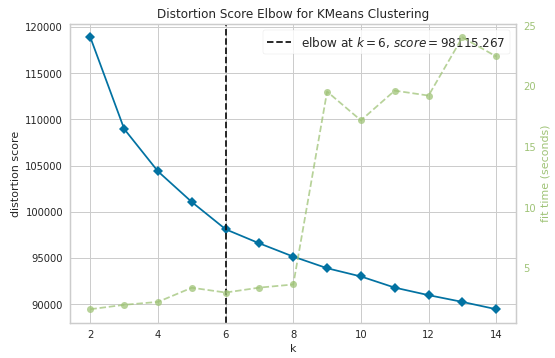 Distortion Score Elbow for KMeans Clustering
elbow at k = 6, score = 98115.267
120000
115000
110000
105000
100000
95000
90000
distortion score
25
20
15
10
5
fit time (seconds)
2 4 6 8 10 12 14
k